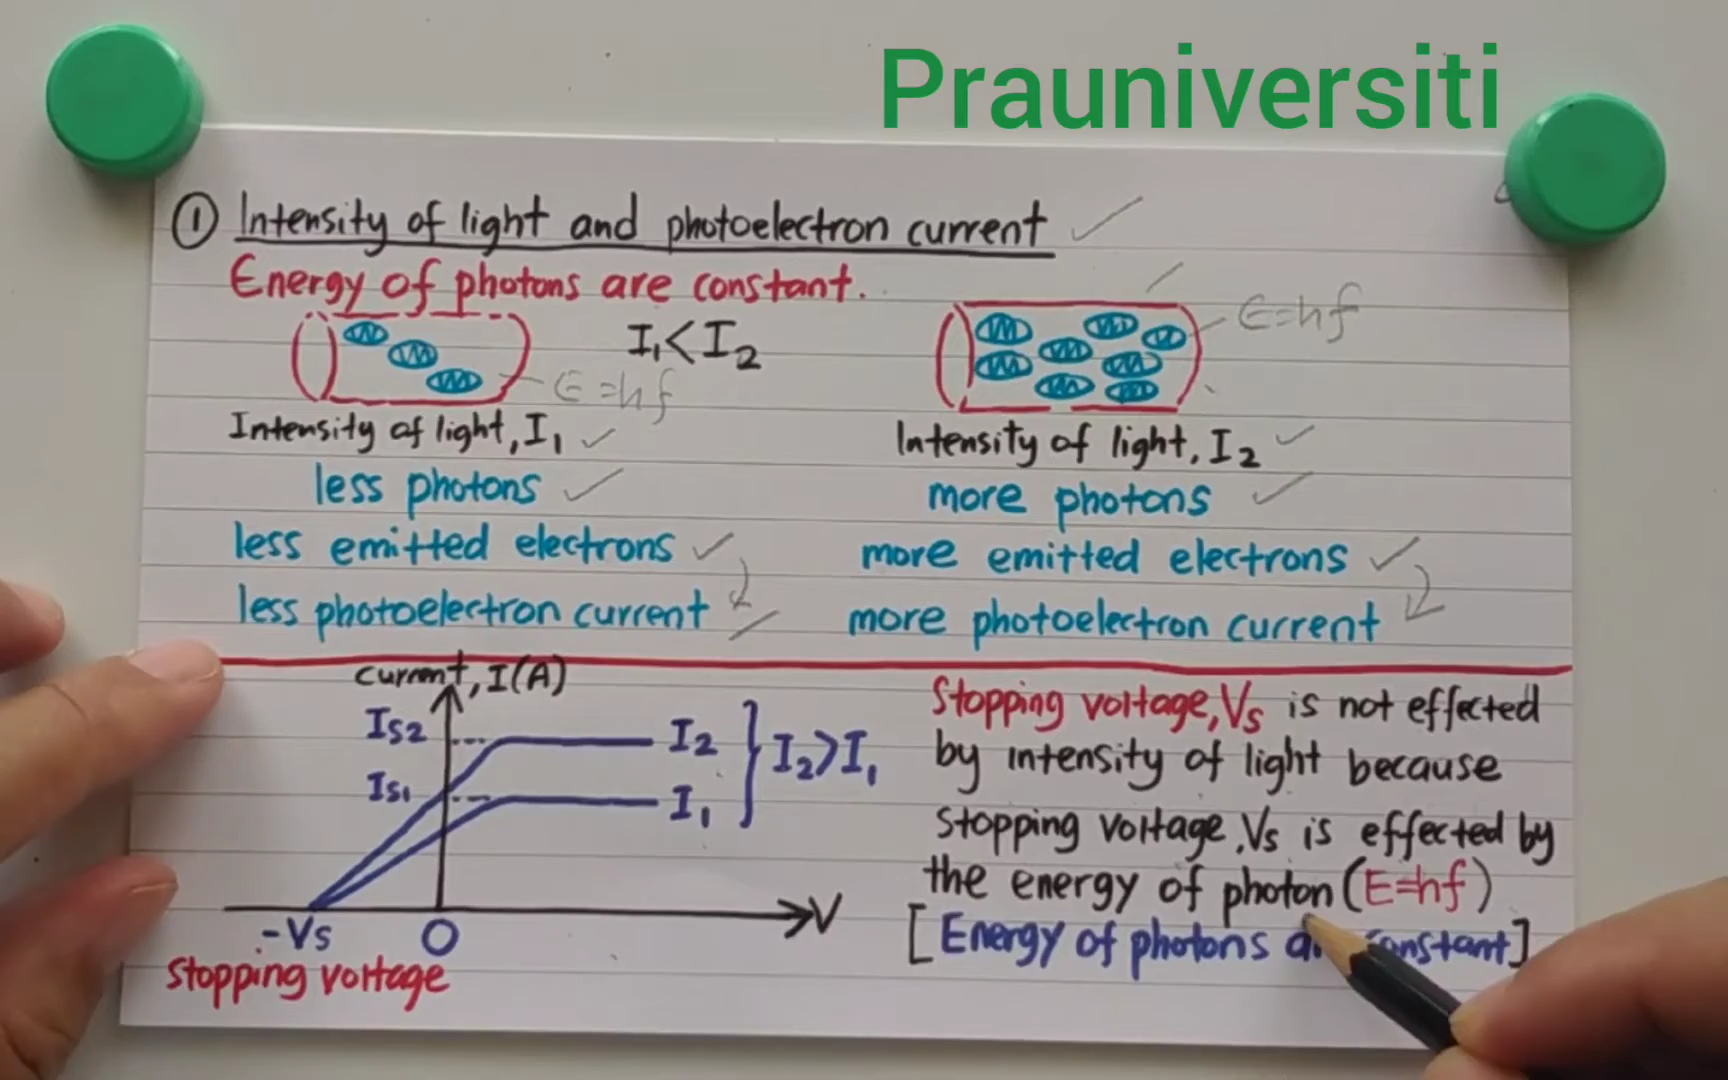 Prauniversiti
① Intensity of light and photoelectron current
Energy of photons are constant.
I₁<I₂
E=hf
E=hf
Intensity of light, I₁
less photons
less emitted electrons
less photoelectron current
Intensity of light, I₂
more photons
more emitted electrons
more photoelectron current
current, I(A)
Is2
Is1
I₂
I₁
I₂>I₁
V
-Vs
O
Stopping voltage
Stopping voltage, Vs is not effected
by intensity of light because
stopping voltage, Vs is effected by
the energy of photon (E=hf)
[Energy of photons constant]